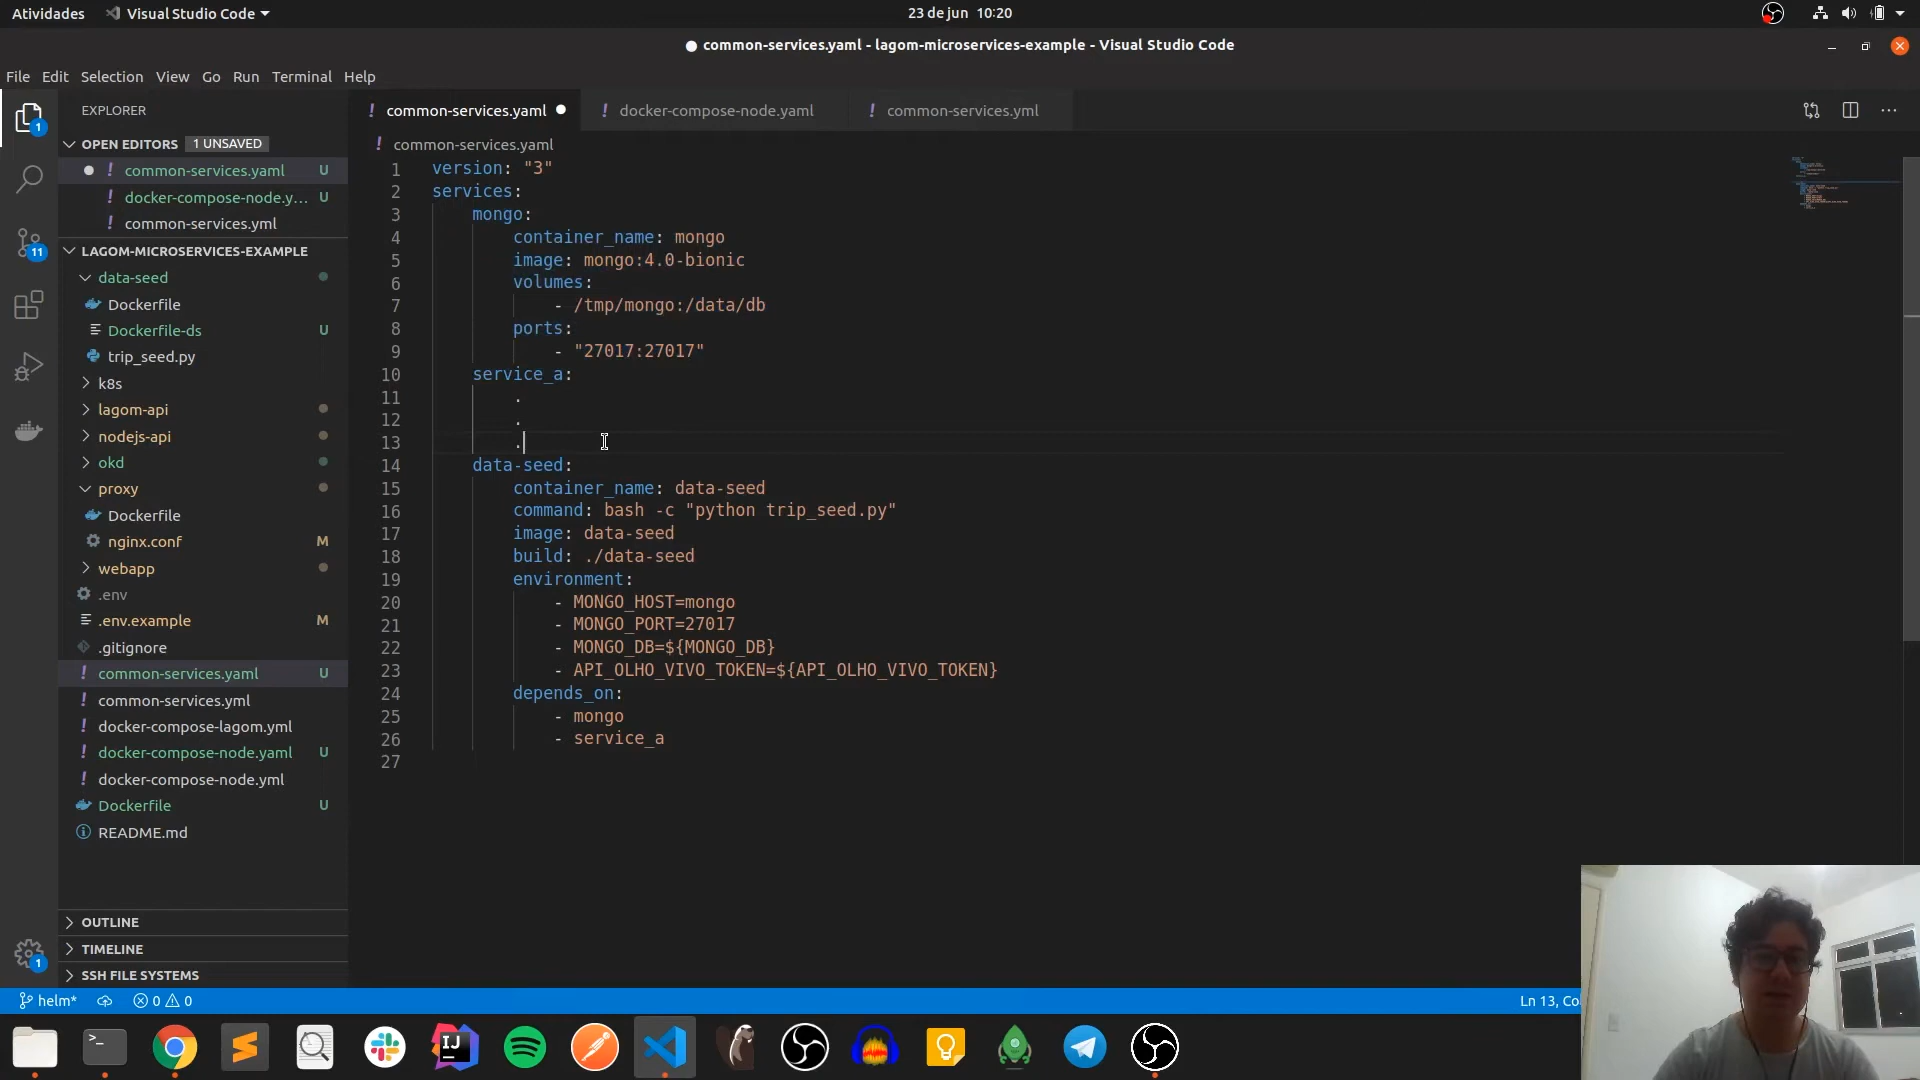 Atividades Visual Studio Code 23 de jun 10:20
common-services.yaml - lagom-microservices-example - Visual Studio Code
File Edit Selection View Go Run Terminal Help
EXPLORER
OPEN EDITORS 1 UNSAVED
common-services.yaml U
docker-compose-node.y... U
common-services.yml
LAGOM-MICROSERVICES-EXAMPLE
data-seed
Dockerfile
Dockerfile-ds U
trip_seed.py
k8s
lagom-api
nodejs-api
okd
proxy
Dockerfile
nginx.conf M
webapp
.env
.env.example M
.gitignore
common-services.yaml U
common-services.yml
docker-compose-lagom.yml
docker-compose-node.yaml U
docker-compose-node.yml
Dockerfile U
README.md
OUTLINE
TIMELINE
SSH FILE SYSTEMS
1
11
1
common-services.yaml docker-compose-node.yaml common-services.yml
common-services.yaml
1 version: "3"
2 services:
3 mongo:
4 container_name: mongo
5 image: mongo:4.0-bionic
6 volumes:
7 - /tmp/mongo:/data/db
8 ports:
9 - "27017:27017"
10 service_a:
11 .
12 .
13 .
14 data-seed:
15 container_name: data-seed
16 command: bash -c "python trip_seed.py"
17 image: data-seed
18 build: ./data-seed
19 environment:
20 - MONGO_HOST=mongo
21 - MONGO_PORT=27017
22 - MONGO_DB=${MONGO_DB}
23 - API_OLHO_VIVO_TOKEN=${API_OLHO_VIVO_TOKEN}
24 depends_on:
25 - mongo
26 - service_a
27
helm* 0 0 Ln 13, Co